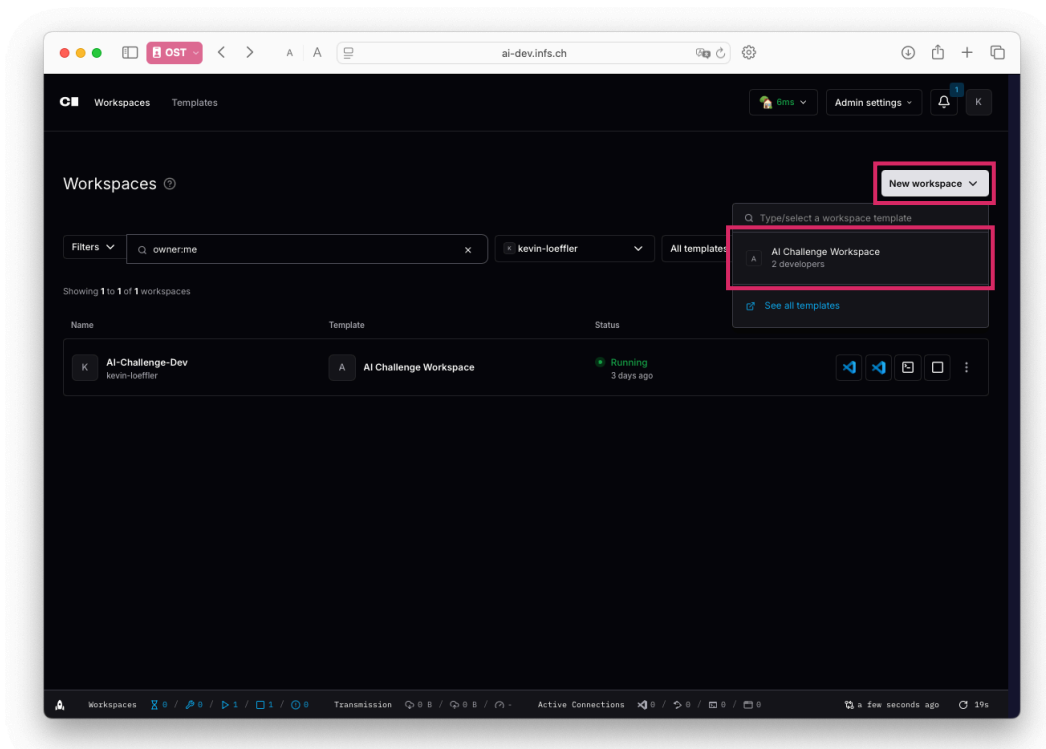 OST
A A
ai-dev.infs.ch
Workspaces Templates
6ms
Admin settings
1
K
Workspaces
New workspace
Type/select a workspace template
Filters
owner:me
kevin-loeffler
All templates
A
AI Challenge Workspace
2 developers
Showing 1 to 1 of 1 workspaces
See all templates
Name Template Status
K
AI-Challenge-Dev
kevin-loeffler
A
AI Challenge Workspace
Running
3 days ago
Workspaces 0 / 0 / 1 / 1 / 0 Transmission 0 B / 0 B / - Active Connections 0 / 0 / 0 / 0 a few seconds ago 19s